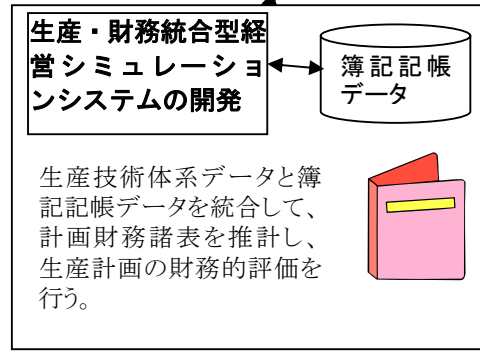 生産・財務統合型経
営シミュレーショ
ンシステムの開発
簿記記帳
データ
生産技術体系データと簿
記記帳データを統合して、
計画財務諸表を推計し、
生産計画の財務的評価を
行う。